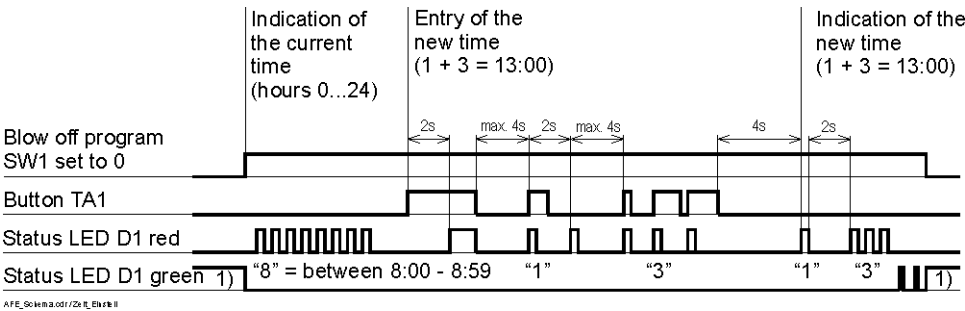 Indication of
the current
time
(hours 0...24)
Entry of the
new time
(1 + 3 = 13:00)
Indication of the
new time
(1 + 3 = 13:00)
2s
max. 4s
2s
max. 4s
4s
2s
Blow off program
SW1 set to 0
Button TA1
Status LED D1 red
Status LED D1 green 1)
“8” = between 8:00 - 8:59
“1”
“3”
“1”
“3”
1)
AFE_Schema.cdr/Zeit_Einstell